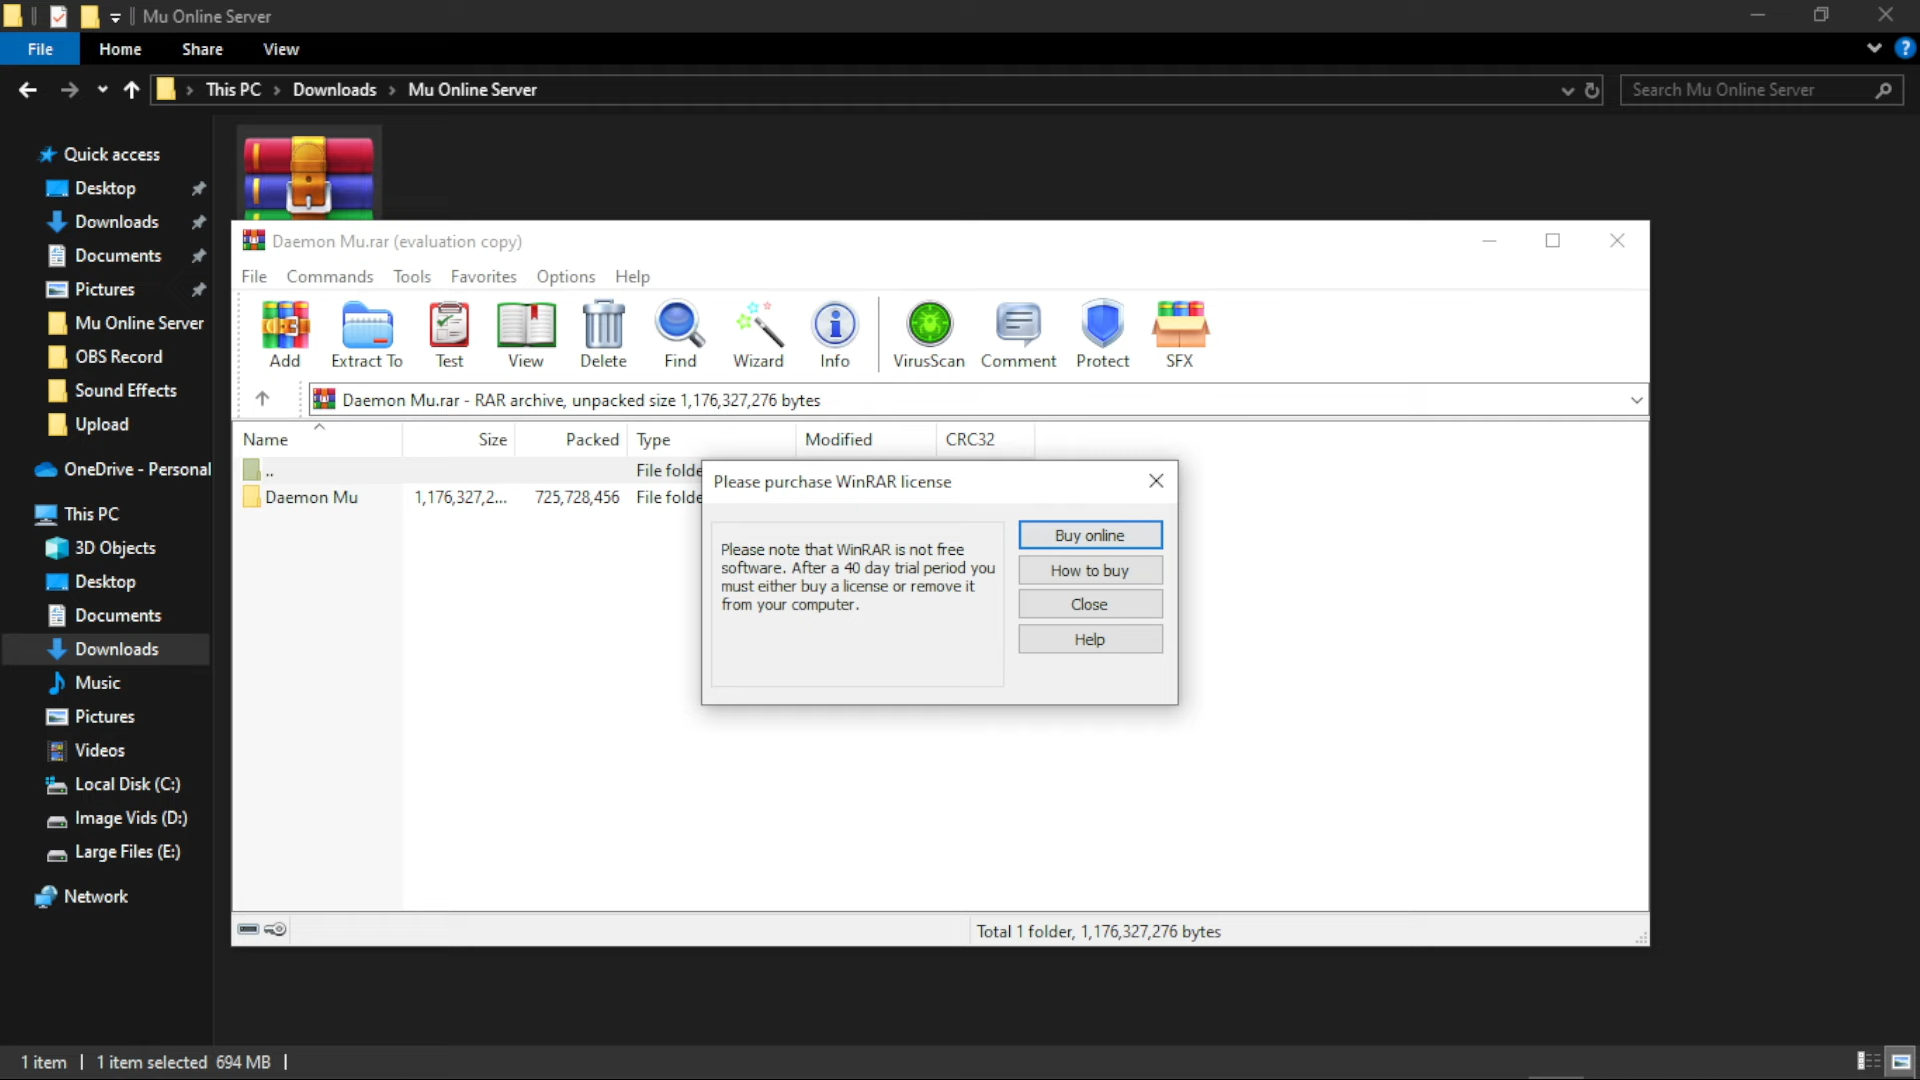 Mu Online Server
File Home Share View
This PC Downloads Mu Online Server
Search Mu Online Server
Quick access
Desktop
Downloads
Documents
Pictures
Mu Online Server
OBS Record
Sound Effects
Upload
OneDrive - Personal
This PC
3D Objects
Desktop
Documents
Downloads
Music
Pictures
Videos
Local Disk (C:)
Image Vids (D:)
Large Files (E:)
Network
Daemon Mu.rar (evaluation copy)
File Commands Tools Favorites Options Help
Add Extract To Test View Delete Find Wizard Info VirusScan Comment Protect SFX
Daemon Mu.rar - RAR archive, unpacked size 1,176,327,276 bytes
Name Size Packed Type Modified CRC32
.. File folde
Daemon Mu 1,176,327,2... 725,728,456 File folde
Please purchase WinRAR license
Please note that WinRAR is not free
software. After a 40 day trial period you
must either buy a license or remove it
from your computer.
Buy online
How to buy
Close
Help
Total 1 folder, 1,176,327,276 bytes
1 item 1 item selected 694 MB